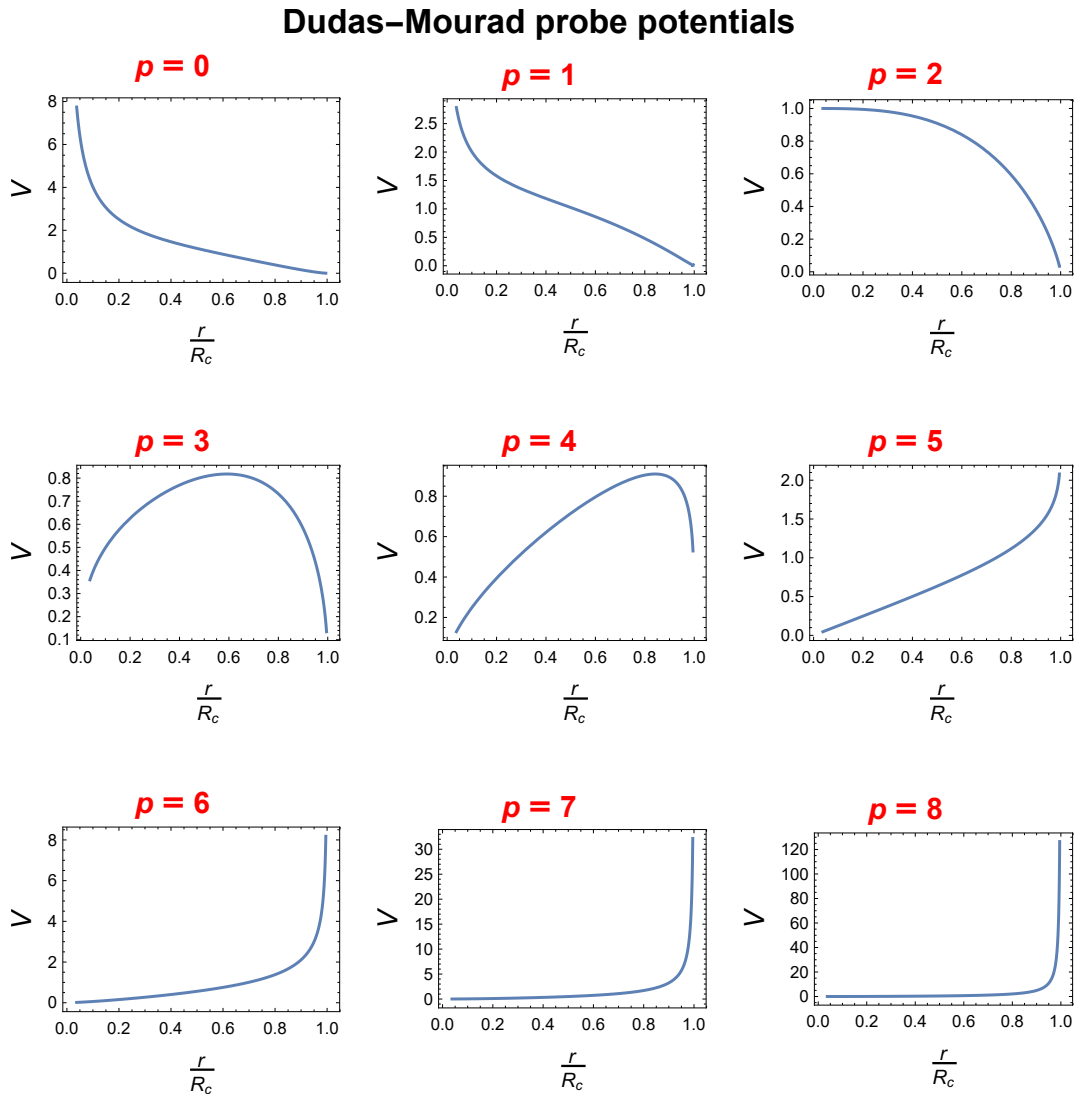 Dudas–Mourad probe potentials
p = 0
p = 1
p = 2
V
8
6
4
2
0
0.0 0.2 0.4 0.6 0.8 1.0
r
R_c
V
2.5
2.0
1.5
1.0
0.5
0.0
0.0 0.2 0.4 0.6 0.8 1.0
r
R_c
V
1.0
0.8
0.6
0.4
0.2
0.0
0.0 0.2 0.4 0.6 0.8 1.0
r
R_c
p = 3
p = 4
p = 5
V
0.8
0.7
0.6
0.5
0.4
0.3
0.2
0.1
0.0 0.2 0.4 0.6 0.8 1.0
r
R_c
V
0.8
0.6
0.4
0.2
0.0 0.2 0.4 0.6 0.8 1.0
r
R_c
V
2.0
1.5
1.0
0.5
0.0
0.0 0.2 0.4 0.6 0.8 1.0
r
R_c
p = 6
p = 7
p = 8
V
8
6
4
2
0
0.0 0.2 0.4 0.6 0.8 1.0
r
R_c
V
30
25
20
15
10
5
0
0.0 0.2 0.4 0.6 0.8 1.0
r
R_c
V
120
100
80
60
40
20
0
0.0 0.2 0.4 0.6 0.8 1.0
r
R_c